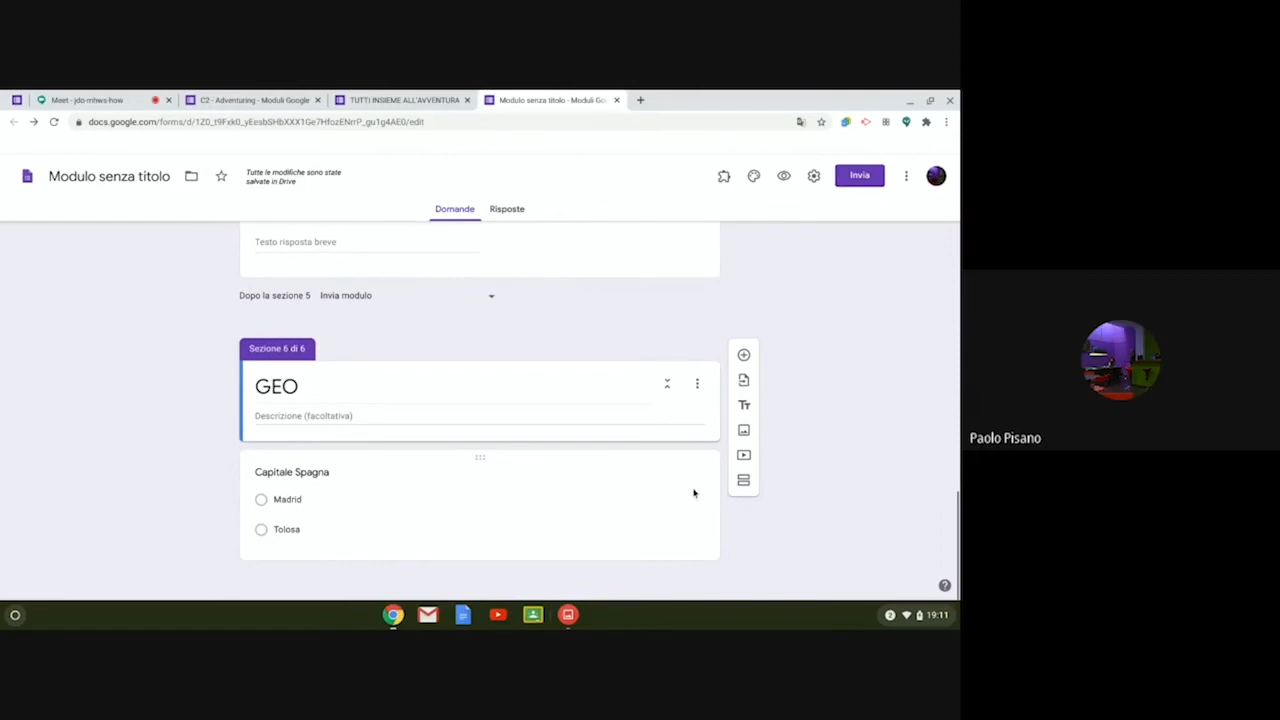 Meet - jdo-mhws-how
C2 - Adventuring - Moduli Google
TUTTI INSIEME ALL'AVVENTURA
Modulo senza titolo - Moduli Go
docs.google.com/forms/d/1Z0_t9Fxk0_yEesbSHbXXX1Ge7HfozENrrP_gu1g4AE0/edit
Modulo senza titolo
Tutte le modifiche sono state
salvate in Drive
Invia
Domande
Risposte
Testo risposta breve
Dopo la sezione 5 Invia modulo
Sezione 6 di 6
GEO
Descrizione (facoltativa)
Capitale Spagna
Madrid
Tolosa
Paolo Pisano
2
19:11